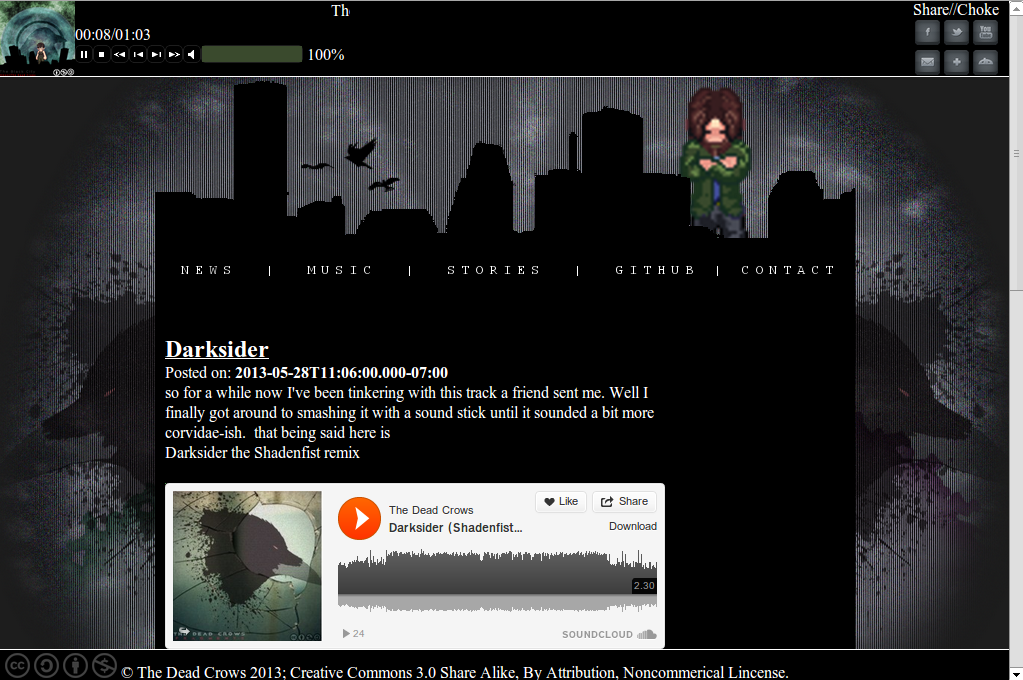 Th
Share//Choke
00:08/01:03
100%
You
Tube
NEWS | MUSIC | STORIES | GITHUB | CONTACT
Darksider
Posted on: 2013-05-28T11:06:00.000-07:00
so for a while now I've been tinkering with this track a friend sent me. Well I
finally got around to smashing it with a sound stick until it sounded a bit more
corvidae-ish.  that being said here is
Darksider the Shadenfist remix
The Dead Crows
Like
Share
Darksider (Shadenfist...
Download
2.30
THE DEAD CROWS
24
SOUNDCLOUD
© The Dead Crows 2013; Creative Commons 3.0 Share Alike, By Attribution, Noncommerical Lincense.